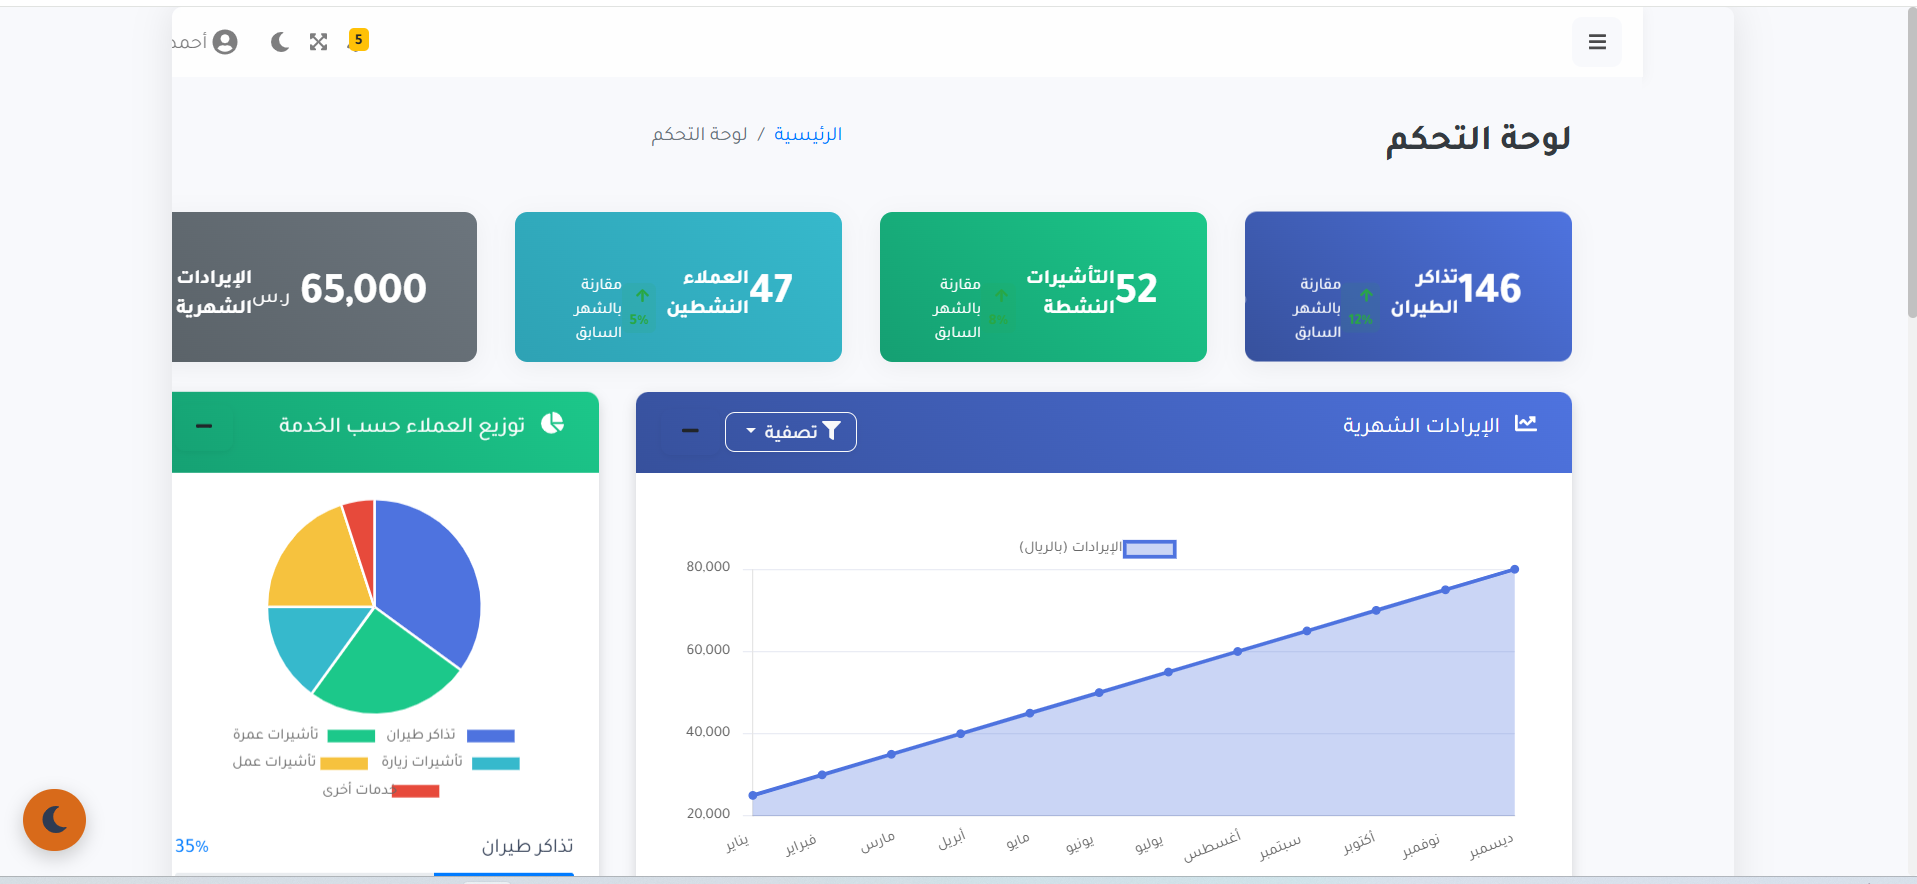 5
أحمد
لوحة التحكم
الرئيسية / لوحة التحكم
146
تذاكر الطيران
12%
مقارنة بالشهر السابق
52
التأشيرات النشطة
مقارنة بالشهر السابق
47
العملاء النشطين
5%
مقارنة بالشهر السابق
65,000 ر.س
الإيرادات الشهرية
الإيرادات الشهرية
تصفية
الإيرادات (بالريال)
80,000
60,000
40,000
20,000
يناير
فبراير
مارس
أبريل
مايو
يونيو
يوليو
أغسطس
سبتمبر
أكتوبر
نوفمبر
ديسمبر
توزيع العملاء حسب الخدمة
تذاكر طيران
تأشيرات عمرة
تأشيرات زيارة
تأشيرات عمل
خدمات أخرى
تذاكر طيران
35%